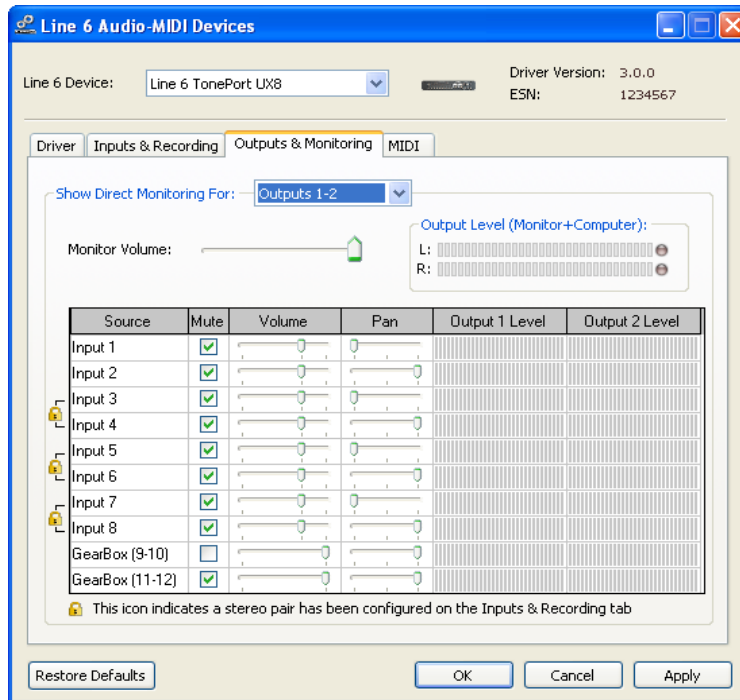 Line 6 Audio-MIDI Devices
Line 6 Device: Line 6 TonePort UX8 Driver Version: 3.0.0
ESN: 1234567
Driver Inputs & Recording Outputs & Monitoring MIDI
Show Direct Monitoring For: Outputs 1-2
Output Level (Monitor+Computer):
Monitor Volume: L:
R:
Source Mute Volume Pan Output 1 Level Output 2 Level
Input 1
Input 2
Input 3
Input 4
Input 5
Input 6
Input 7
Input 8
GearBox (9-10)
GearBox (11-12)
This icon indicates a stereo pair has been configured on the Inputs & Recording tab
Restore Defaults OK Cancel Apply